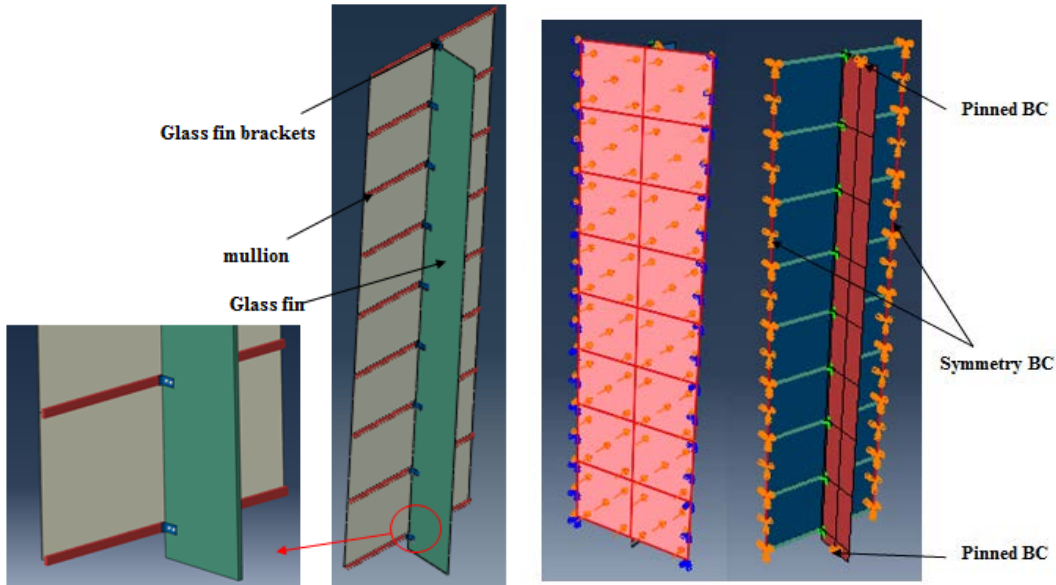 Glass fin brackets
mullion
Glass fin
Pinned BC
Symmetry BC
Pinned BC